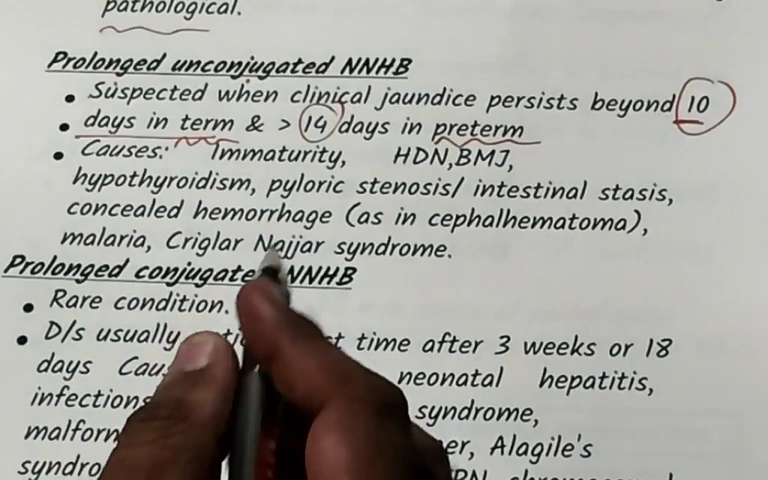 pathological.
Prolonged unconjugated NNHB
• Suspected when clinical jaundice persists beyond 10
• days in term & > 14 days in preterm
• Causes: Immaturity, HDN,BMJ,
hypothyroidism, pyloric stenosis/ intestinal stasis,
concealed hemorrhage (as in cephalhematoma),
malaria, Criglar Najjar syndrome.
Prolonged conjugate NNHB
• Rare condition.
• D/s usually time after 3 weeks or 18
days neonatal hepatitis,
infections syndrome,
Alagile's